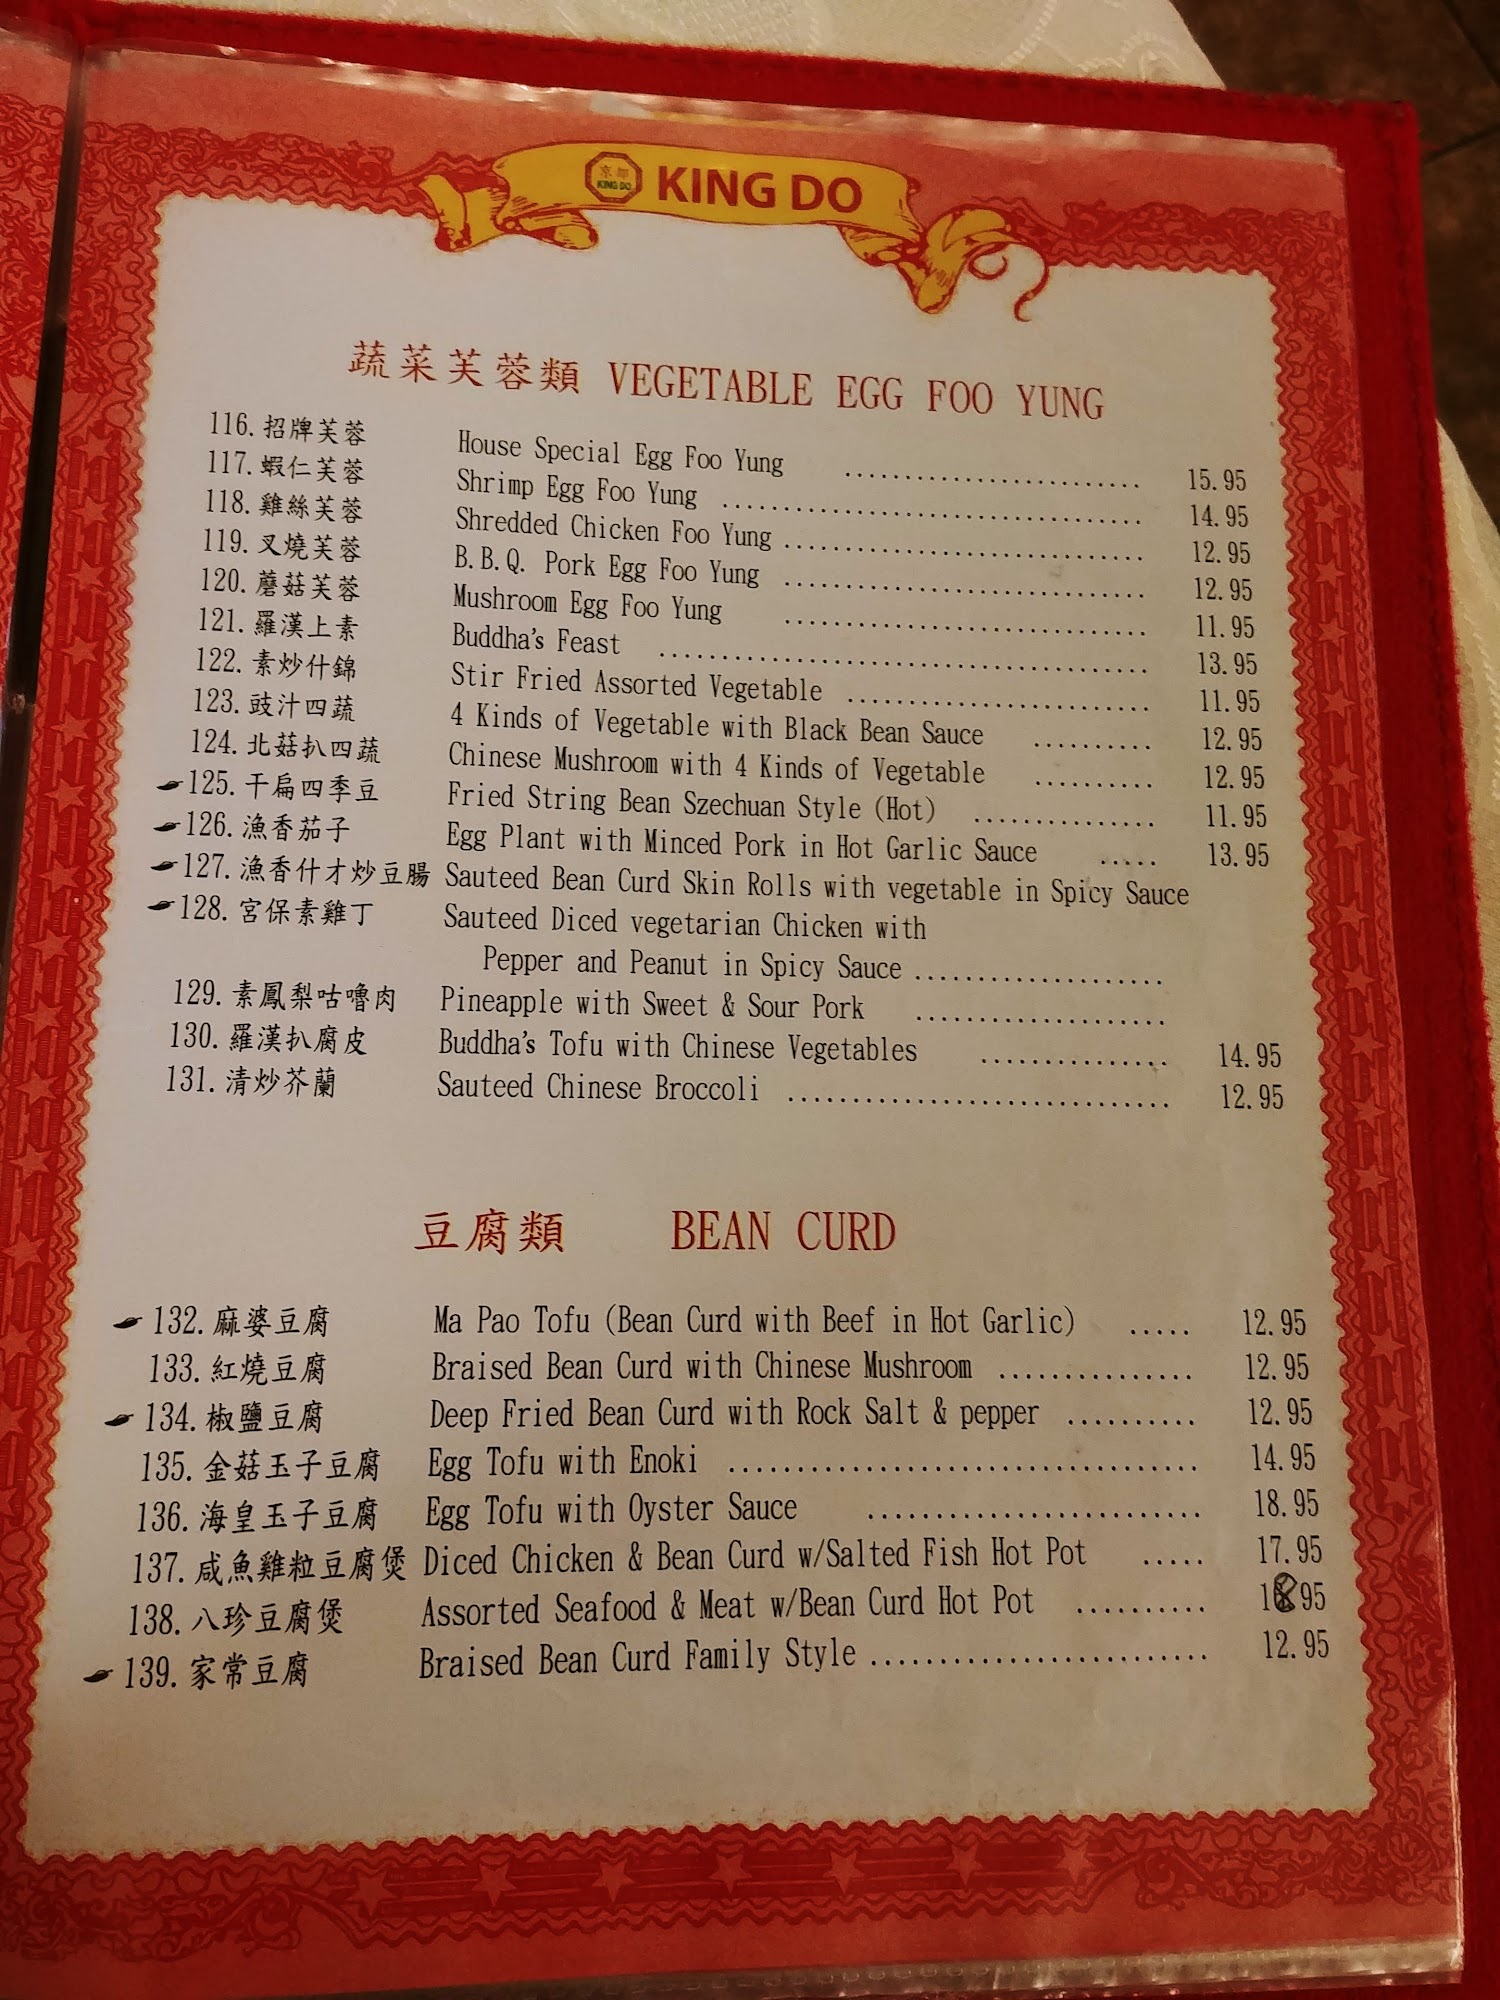 京都
KING DO
KING DO
蔬菜芙蓉類 VEGETABLE EGG FOO YUNG
116. 招牌芙蓉 House Special Egg Foo Yung ........................ 15.95
117. 蝦仁芙蓉 Shrimp Egg Foo Yung .................................. 14.95
118. 雞絲芙蓉 Shredded Chicken Foo Yung ............................. 12.95
119. 叉燒芙蓉 B.B.Q. Pork Egg Foo Yung .............................. 12.95
120. 蘑菇芙蓉 Mushroom Egg Foo Yung .............................. 11.95
121. 羅漢上素 Buddha's Feast ........................................ 13.95
122. 素炒什錦 Stir Fried Assorted Vegetable ......................... 11.95
123. 豉汁四蔬 4 Kinds of Vegetable with Black Bean Sauce .......... 12.95
124. 北菇扒四蔬 Chinese Mushroom with 4 Kinds of Vegetable .......... 12.95
125. 干扁四季豆 Fried String Bean Szechuan Style (Hot) ............... 11.95
126. 漁香茄子 Egg Plant with Minced Pork in Hot Garlic Sauce ..... 13.95
127. 漁香什才炒豆腸 Sauteed Bean Curd Skin Rolls with vegetable in Spicy Sauce
128. 宮保素雞丁 Sauteed Diced vegetarian Chicken with
Pepper and Peanut in Spicy Sauce ....................
129. 素鳳梨咕嚕肉 Pineapple with Sweet & Sour Pork ....................
130. 羅漢扒腐皮 Buddha's Tofu with Chinese Vegetables ............... 14.95
131. 清炒芥蘭 Sauteed Chinese Broccoli .............................. 12.95
豆腐類 BEAN CURD
132. 麻婆豆腐 Ma Pao Tofu (Bean Curd with Beef in Hot Garlic) ..... 12.95
133. 紅燒豆腐 Braised Bean Curd with Chinese Mushroom ............... 12.95
134. 椒鹽豆腐 Deep Fried Bean Curd with Rock Salt & pepper .......... 12.95
135. 金菇玉子豆腐 Egg Tofu with Enoki ................................... 14.95
136. 海皇玉子豆腐 Egg Tofu with Oyster Sauce ......................... 18.95
137. 咸魚雞粒豆腐煲 Diced Chicken & Bean Curd w/Salted Fish Hot Pot ..... 17.95
138. 八珍豆腐煲 Assorted Seafood & Meat w/Bean Curd Hot Pot .......... 18.95
139. 家常豆腐 Braised Bean Curd Family Style ......................... 12.95